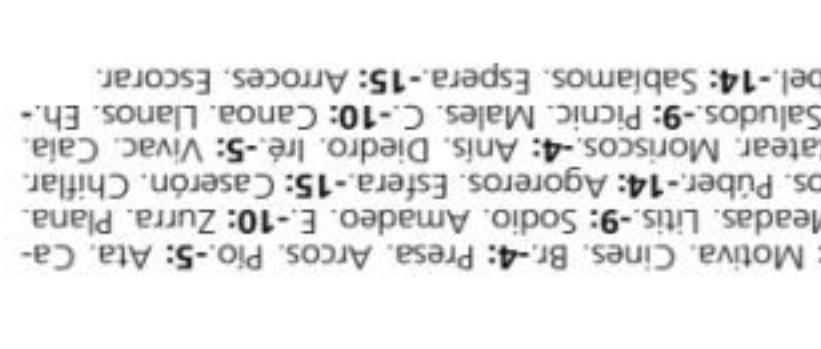 : Motiva. Cines. Br.-4: Presa. Arcos. Pío.-5: Ata. Ca-
Meadas. Litis.-9: Sodio. Amadeo. E.-10: Zurra. Plana.
os. Púber.-14: Agoreros. Esfera.-15: Caserón. Chiflar.
Moriscos.-4: Anís. Diedro. Iré.-5: Vivac. Caía.
Saludos.-9: Picnic. Males. C.-10: Canoa. Llanos. Eh.-
bel.-14: Sabíamos. Espera.-15: Arroces. Escorar.